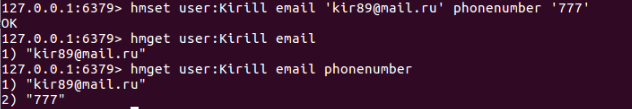 127.0.0.1:6379> hmset user:Kirill email 'kir89@mail.ru' phonenumber '777'
OK
127.0.0.1:6379> hmget user:Kirill email
1) "kir89@mail.ru"
127.0.0.1:6379> hmget user:Kirill email phonenumber
1) "kir89@mail.ru"
2) "777"